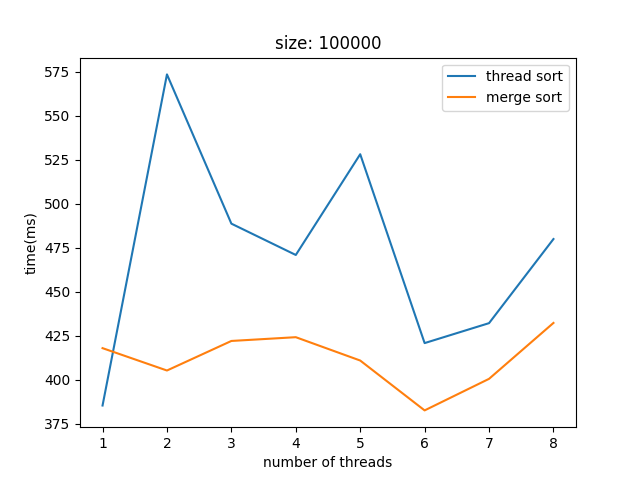 size: 100000
575
550
525
500
475
450
425
400
375
time(ms)
thread sort
merge sort
1 2 3 4 5 6 7 8
number of threads